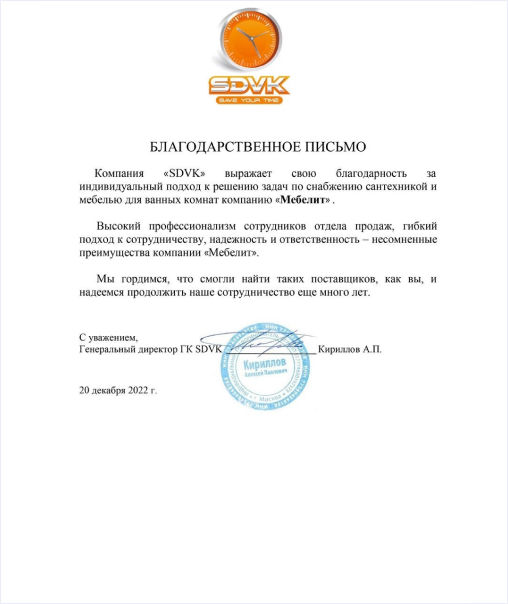 SDVK
SAVE YOUR TIME
БЛАГОДАРСТВЕННОЕ ПИСЬМО
Компания «SDVK» выражает свою благодарность за
индивидуальный подход к решению задач по снабжению сантехникой и
мебелью для ванных комнат компанию «Мебелит» .
Высокий профессионализм сотрудников отдела продаж, гибкий
подход к сотрудничеству, надежность и ответственность – несомненные
преимущества компании «Мебелит».
Мы гордимся, что смогли найти таких поставщиков, как вы, и
надеемся продолжить наше сотрудничество еще много лет.
С уважением,
Генеральный директор ГК SDVK Кириллов А.П.
Кириллов
Алексей Павлович
г. Москва
20 декабря 2022 г.